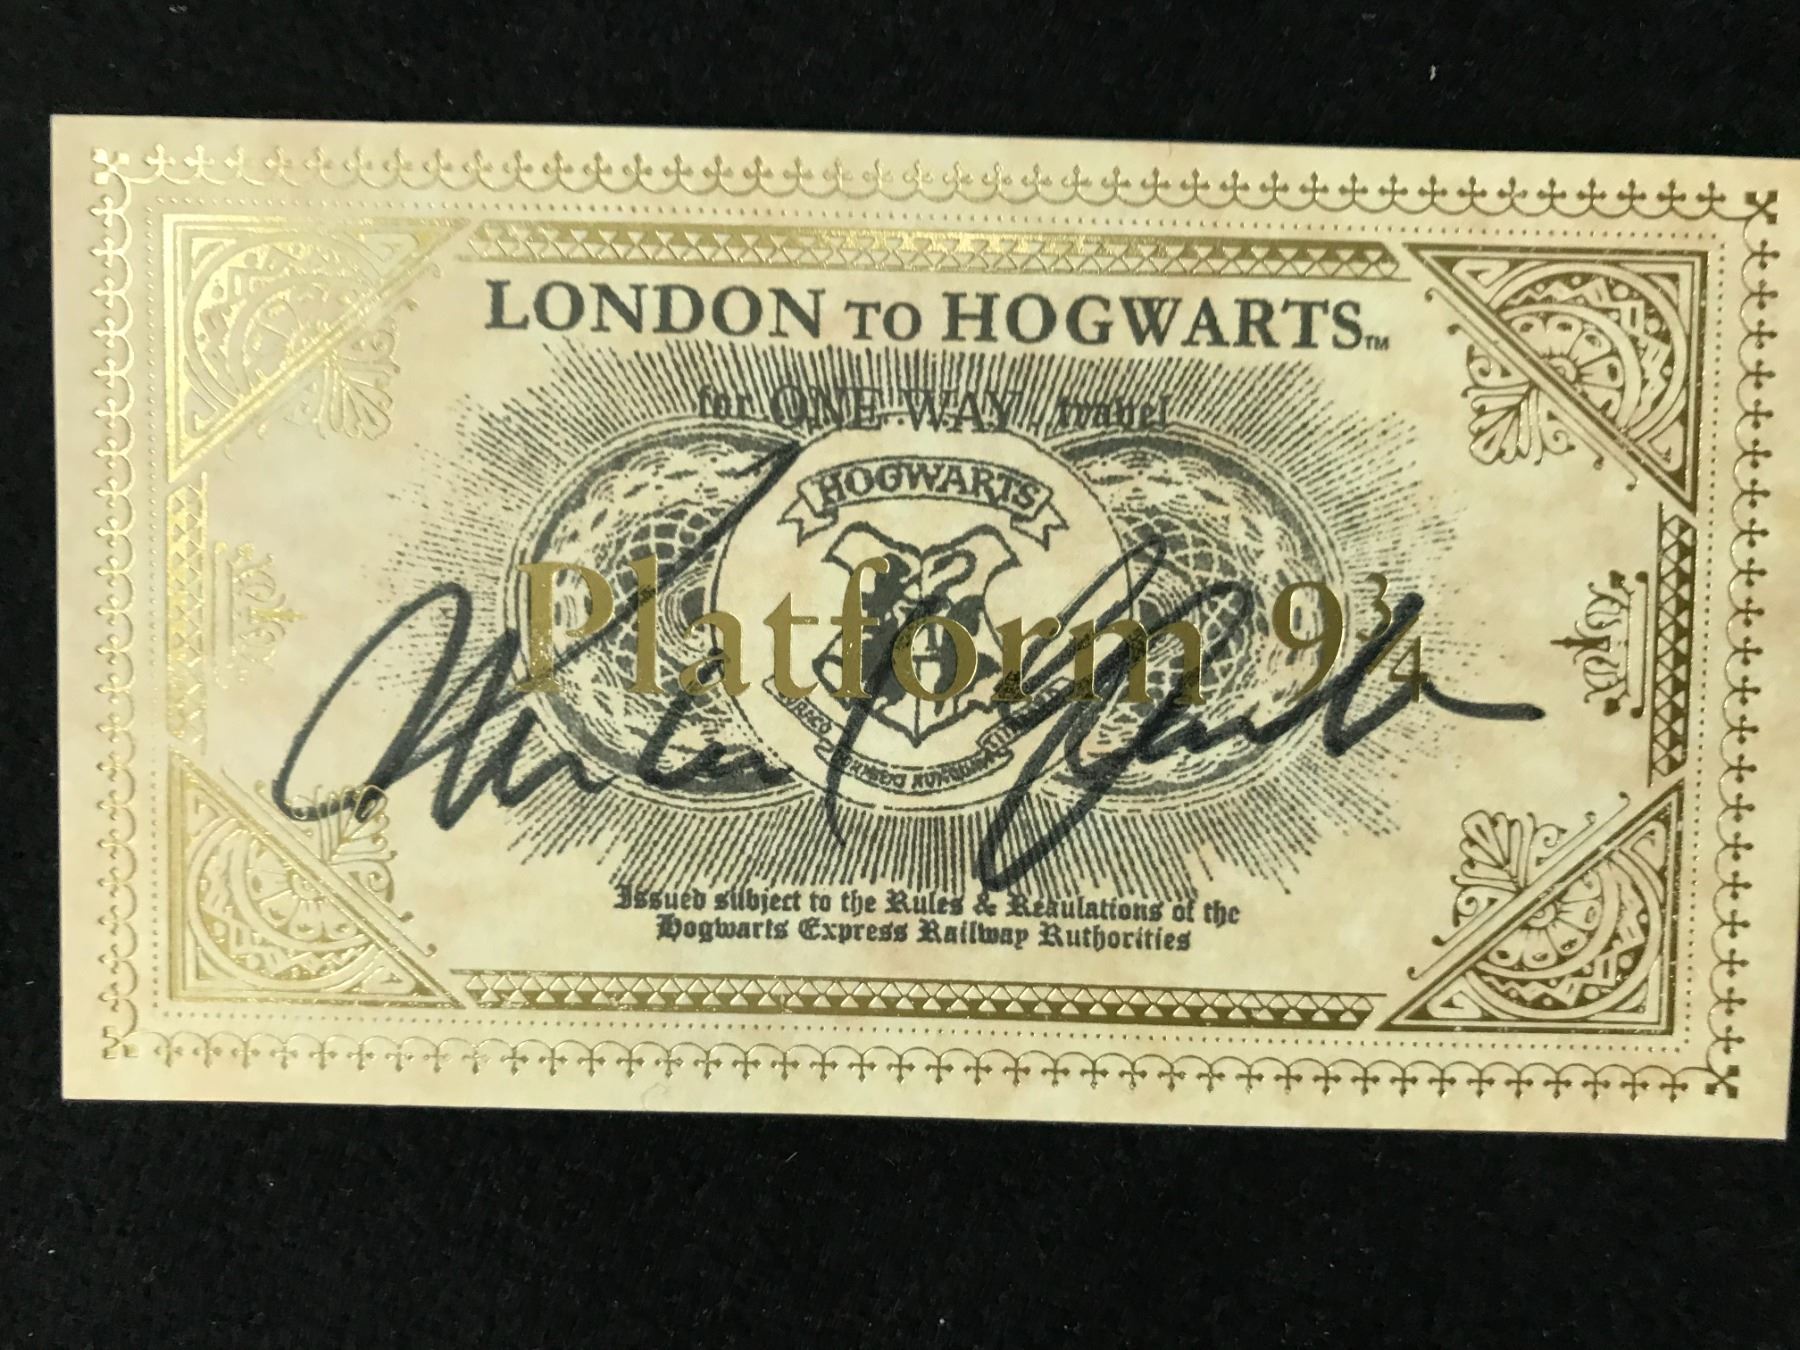 LONDON TO HOGWARTS™
for ONE WAY travel
HOGWARTS
Platform 9¾
DRACO
Issued subject to the Rules & Regulations of the
Hogwarts Express Railway Authorities